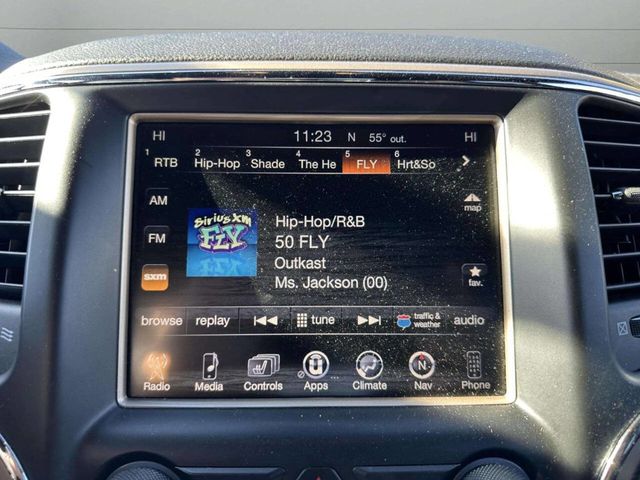 HI 11:23 N 55° out. HI
1 RTB 2 Hip-Hop 3 Shade 4 The He 5 FLY 6 Hrt&So
AM
FM
sxm
SiriusXM
FLY
Hip-Hop/R&B
50 FLY
Outkast
Ms. Jackson (00)
map
fav.
browse replay tune traffic & weather audio
Radio Media Controls Apps ... Climate Nav Phone